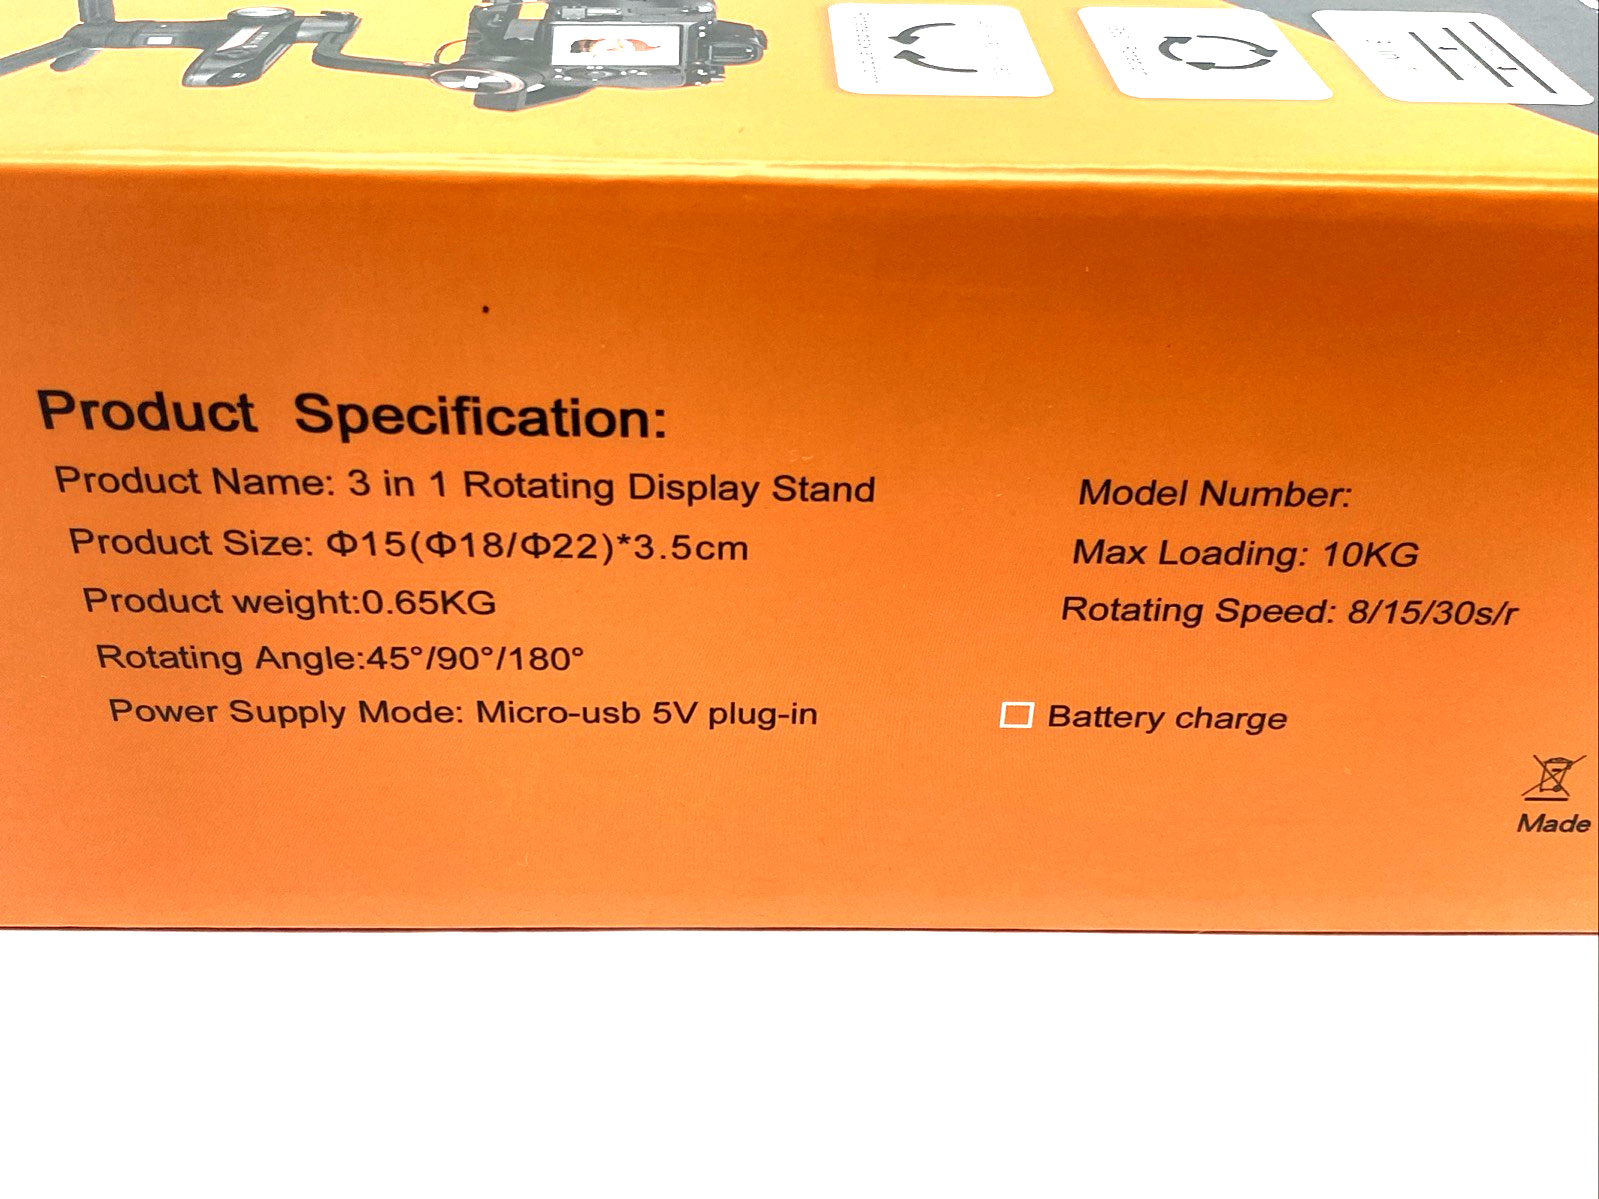 Product Specification:
Product Name: 3 in 1 Rotating Display Stand
Product Size: Φ15(Φ18/Φ22)*3.5cm
Product weight:0.65KG
Rotating Angle:45°/90°/180°
Power Supply Mode: Micro-usb 5V plug-in
Model Number:
Max Loading: 10KG
Rotating Speed: 8/15/30s/r
Battery charge
Made